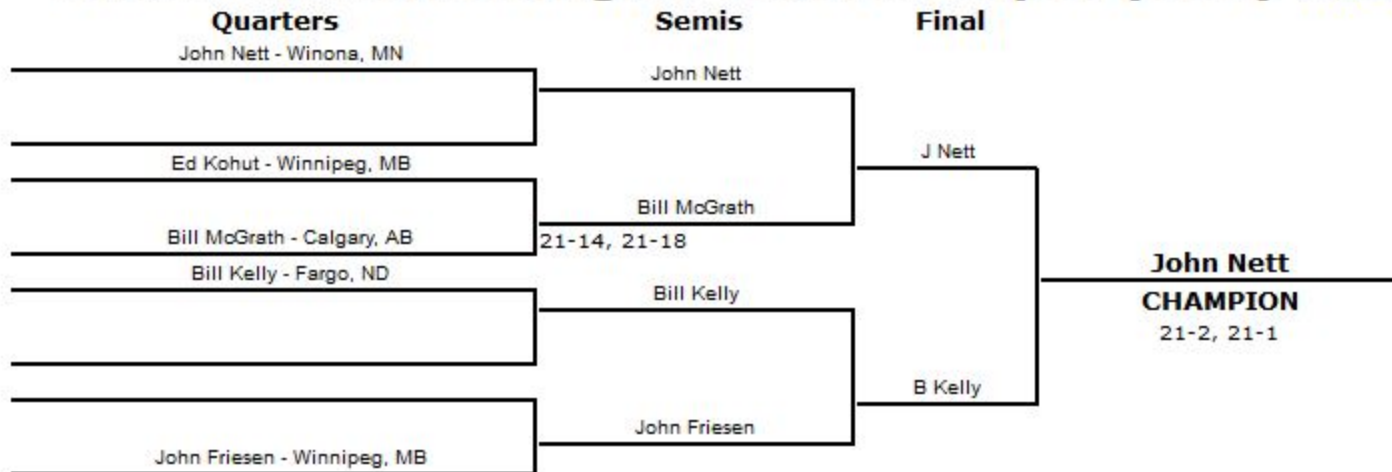 Quarters Semis Final
John Nett - Winona, MN
John Nett
Ed Kohut - Winnipeg, MB
J Nett
Bill McGrath
Bill McGrath - Calgary, AB
21-14, 21-18
Bill Kelly - Fargo, ND
John Nett
Bill Kelly
CHAMPION
21-2, 21-1
B Kelly
John Friesen
John Friesen - Winnipeg, MB